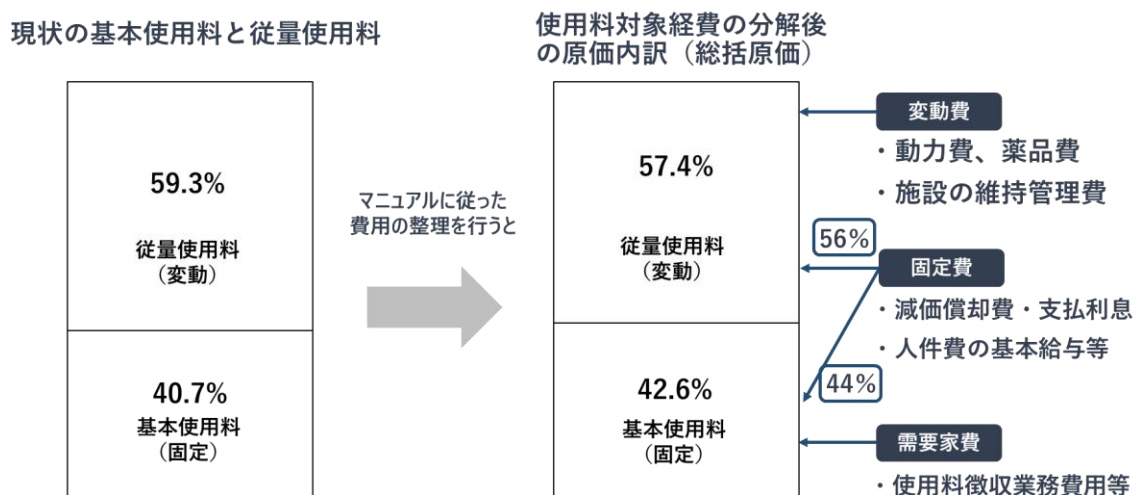 現状の基本使用料と従量使用料
59.3%
従量使用料
（変動）
40.7%
基本使用料
（固定）
マニュアルに従った
費用の整理を行うと
使用料対象経費の分解後
の原価内訳（総括原価）
57.4%
従量使用料
（変動）
42.6%
基本使用料
（固定）
変動費
・動力費、薬品費
・施設の維持管理費
56%
固定費
・減価償却費・支払利息
・人件費の基本給与等
44%
需要家費
・使用料徴収業務費用等